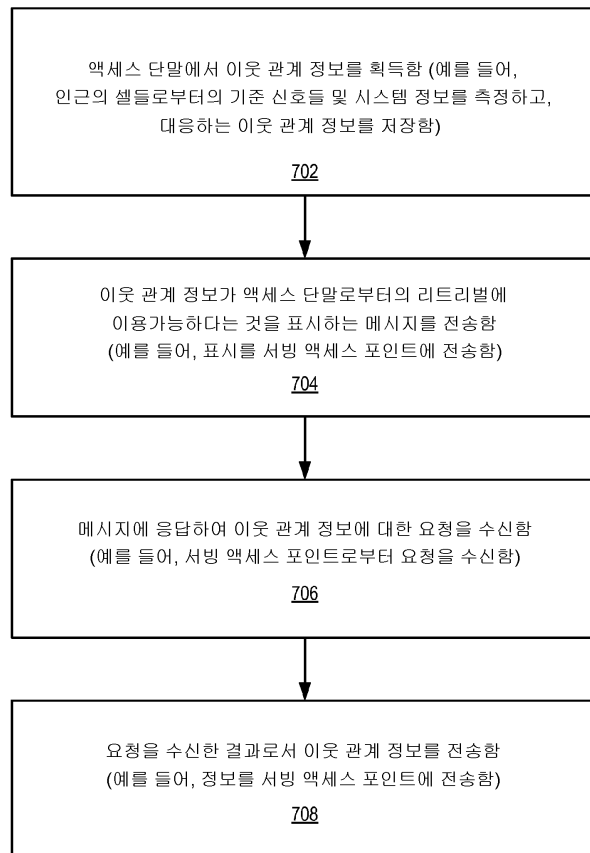 액세스 단말에서 이웃 관계 정보를 획득함 (예를 들어,
인근의 셀들로부터의 기준 신호들 및 시스템 정보를 측정하고,
대응하는 이웃 관계 정보를 저장함)
702
이웃 관계 정보가 액세스 단말로부터의 리트리벌에
이용가능하다는 것을 표시하는 메시지를 전송함
(예를 들어, 표시를 서빙 액세스 포인트에 전송함)
704
메시지에 응답하여 이웃 관계 정보에 대한 요청을 수신함
(예를 들어, 서빙 액세스 포인트로부터 요청을 수신함)
706
요청을 수신한 결과로서 이웃 관계 정보를 전송함
(예를 들어, 정보를 서빙 액세스 포인트에 전송함)
708